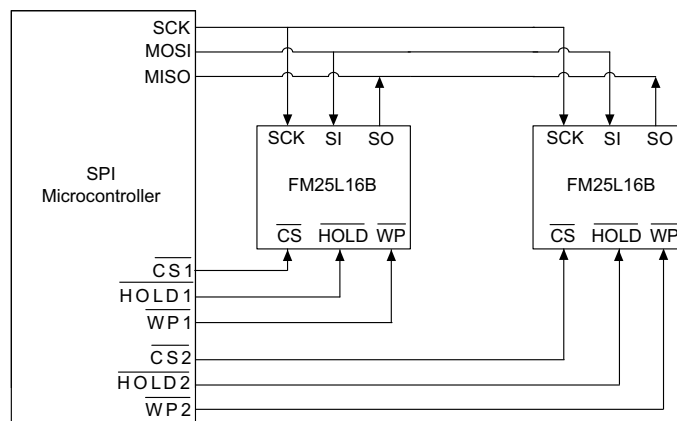 SCK
MOSI
MISO
SPI
Microcontroller
CS1
HOLD1
WP1
CS2
HOLD2
WP2
SCK SI SO
FM25L16B
CS HOLD WP
SCK SI SO
FM25L16B
CS HOLD WP